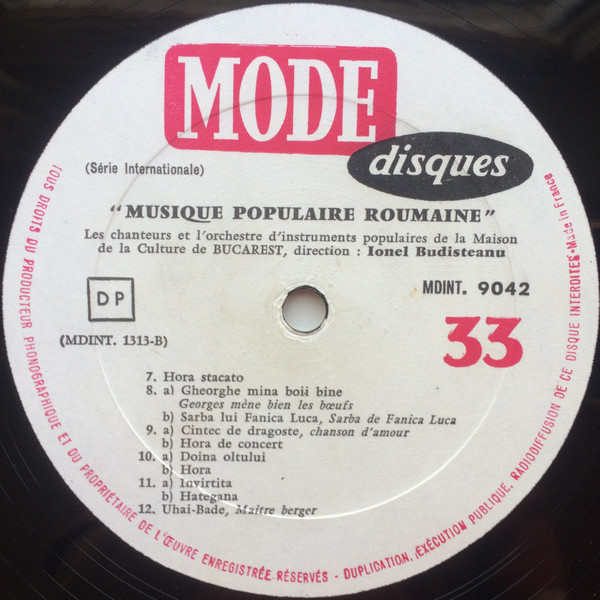 MODE
disques
(Série Internationale)
"MUSIQUE POPULAIRE ROUMAINE"
Les chanteurs et l'orchestre d'instruments populaires de la Maison
de la Culture de BUCAREST, direction : Ionel Budisteanu
DP
MDINT. 9042
(MDINT. 1313-B)
33
7. Hora stacato
8. a) Gheorghe mina boii bine
Georges mène bien les bœufs
b) Sarba lui Fanica Luca, Sarba de Fanica Luca
9. a) Cintec de dragoste, chanson d'amour
b) Hora de concert
10. a) Doina oltului
b) Hora
11. a) Invirtita
b) Hategana
12. Uhai-Bade, Maitre berger
TOUS DROITS DU PRODUCTEUR PHONOGRAPHIQUE ET DU PROPRIÉTAIRE DE L'ŒUVRE ENREGISTRÉE RÉSERVÉS - DUPLICATION, EXÉCUTION PUBLIQUE, RADIODIFFUSION DE CE DISQUE INTERDITES - Made in France